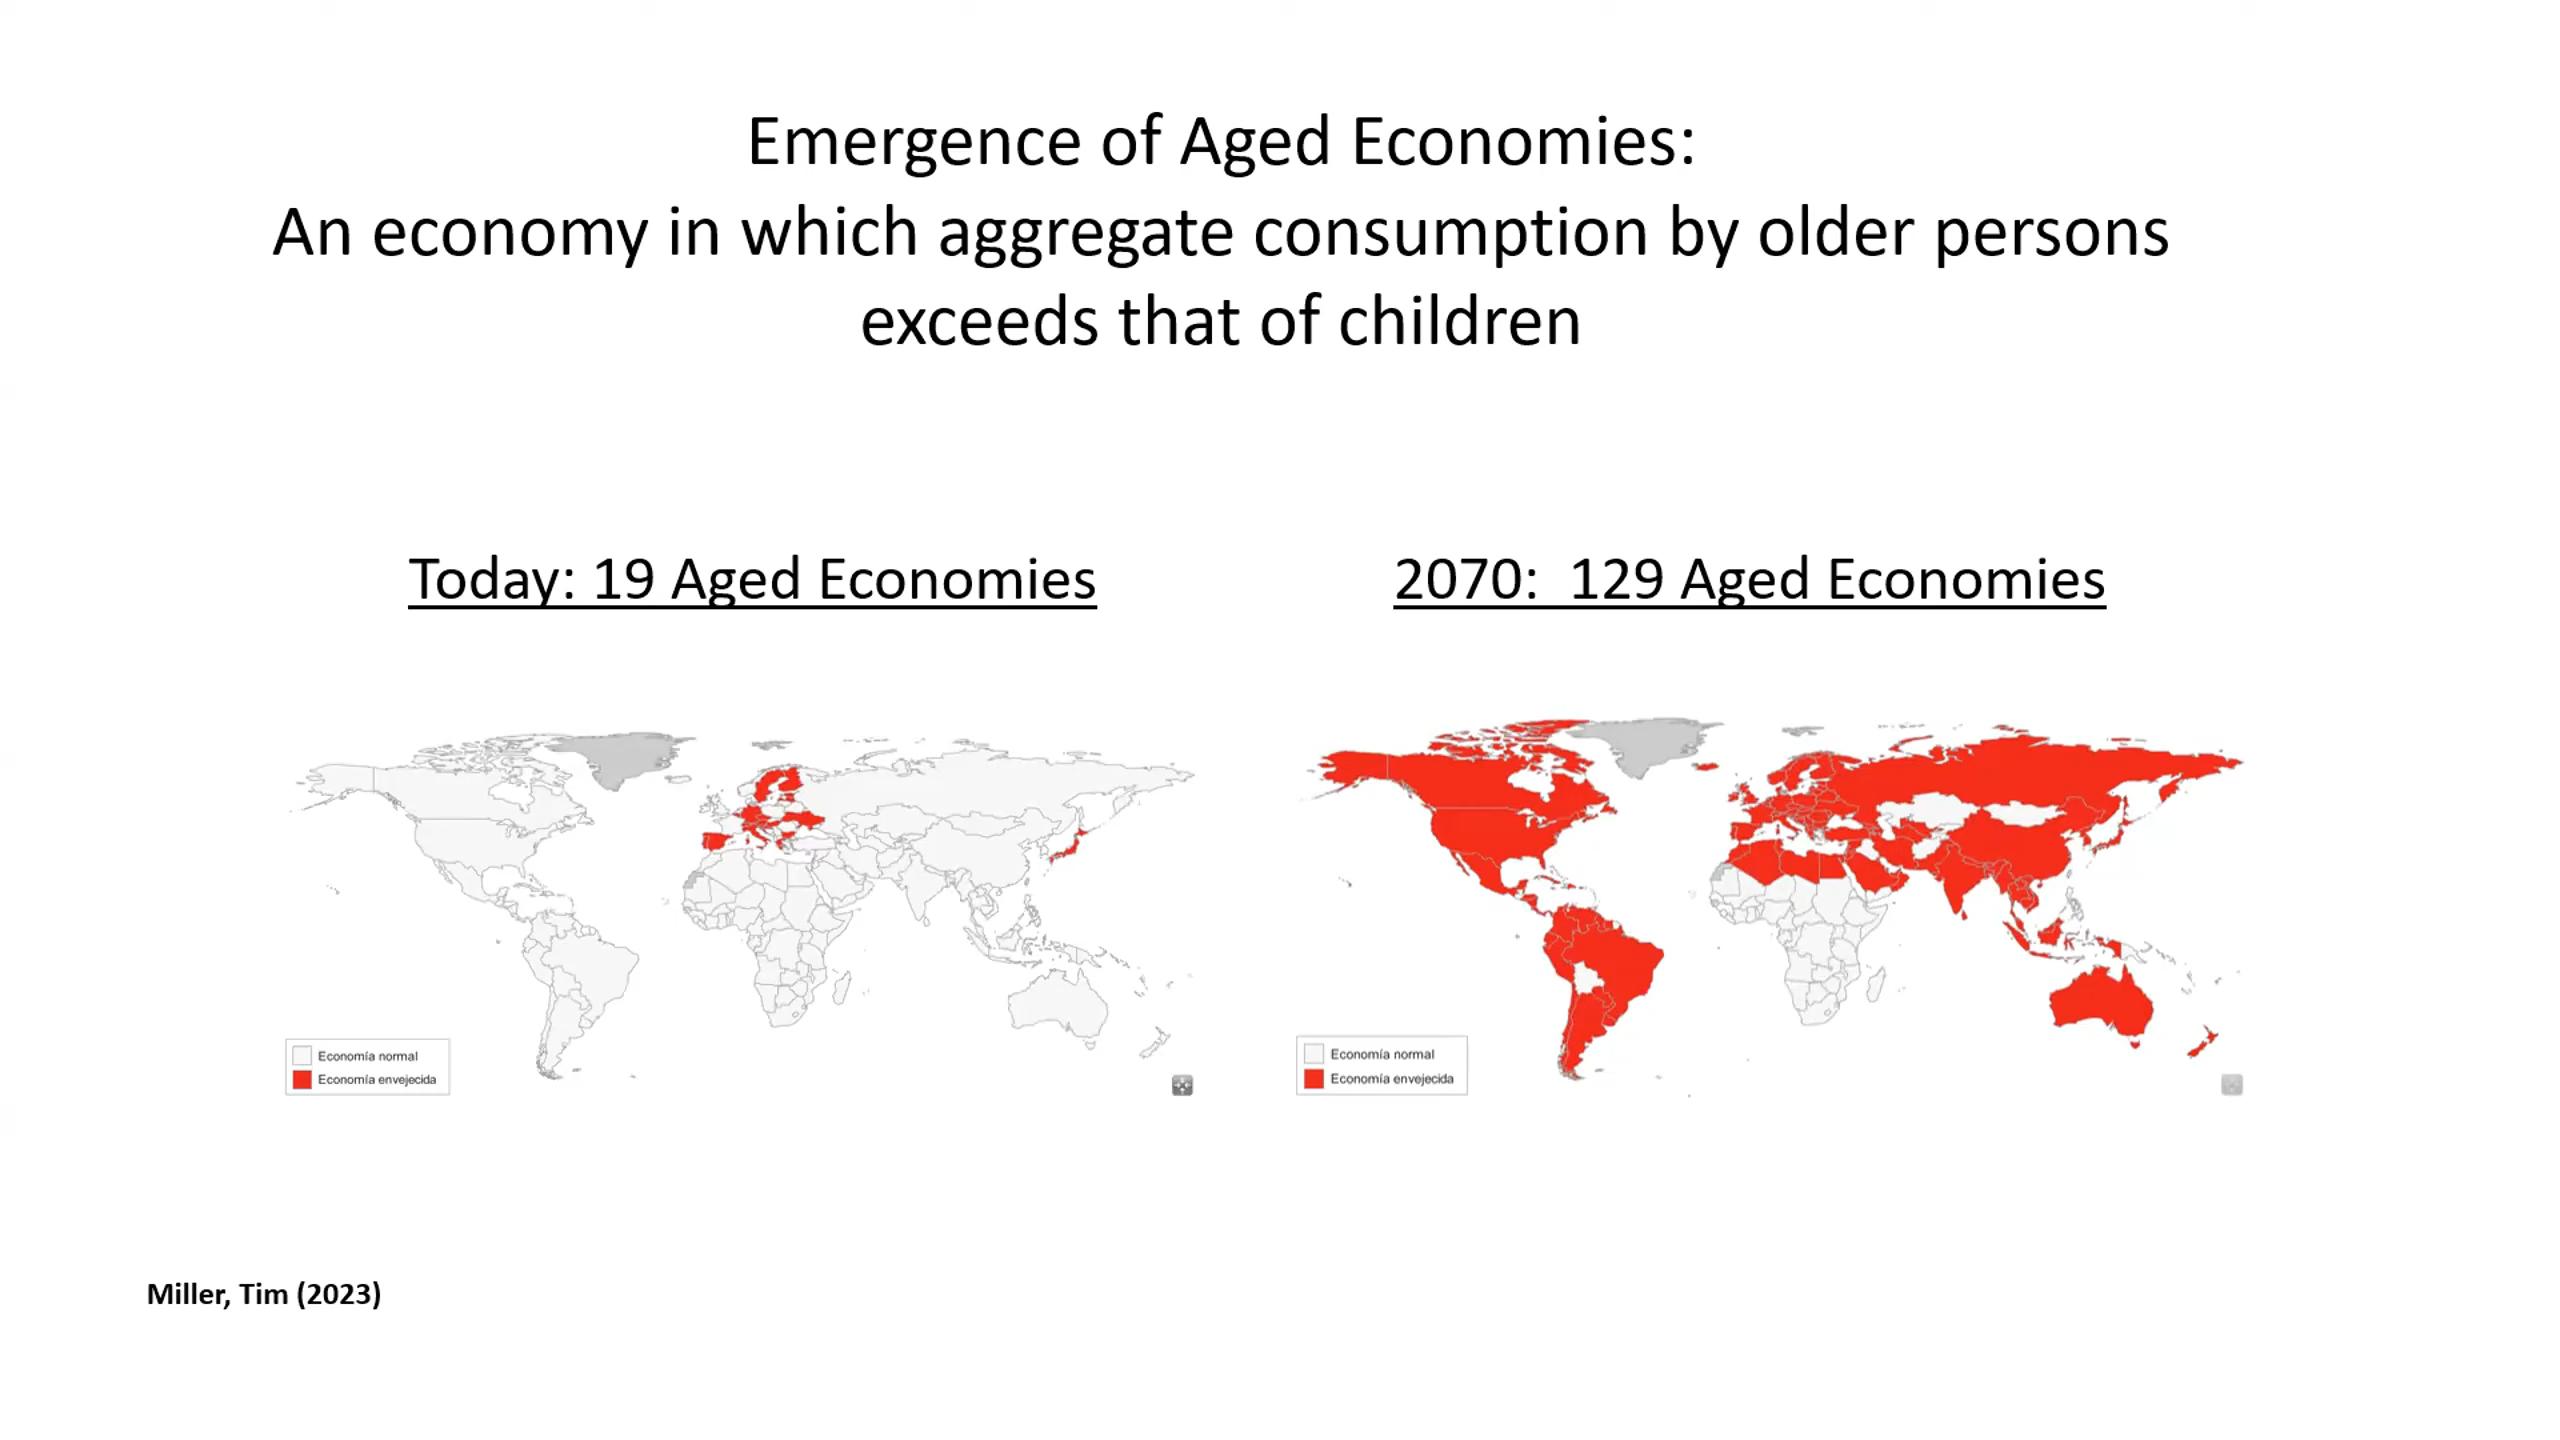 Emergence of Aged Economies:
An economy in which aggregate consumption by older persons
exceeds that of children
Today: 19 Aged Economies
2070:  129 Aged Economies
Economía normal
Economía envejecida
Economía normal
Economía envejecida
Miller, Tim (2023)